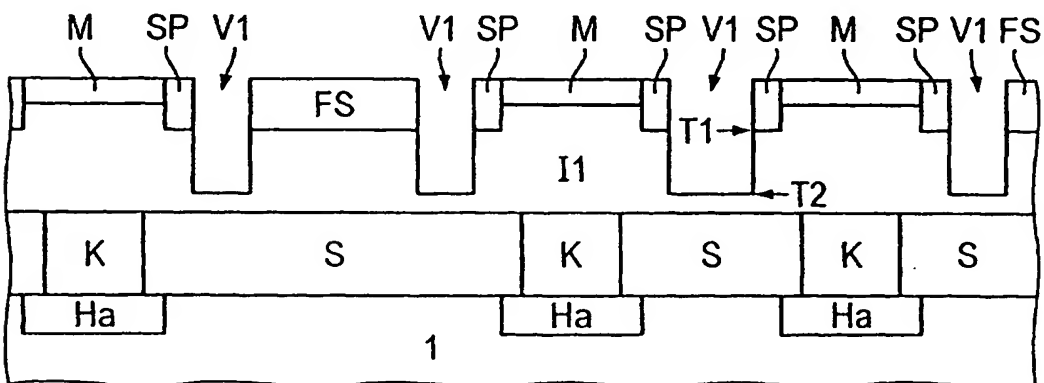 M SP V1 V1 SP M SP V1 SP M SP V1 FS
FS
T1
I1
T2
K S K S K S
Ha Ha Ha
1